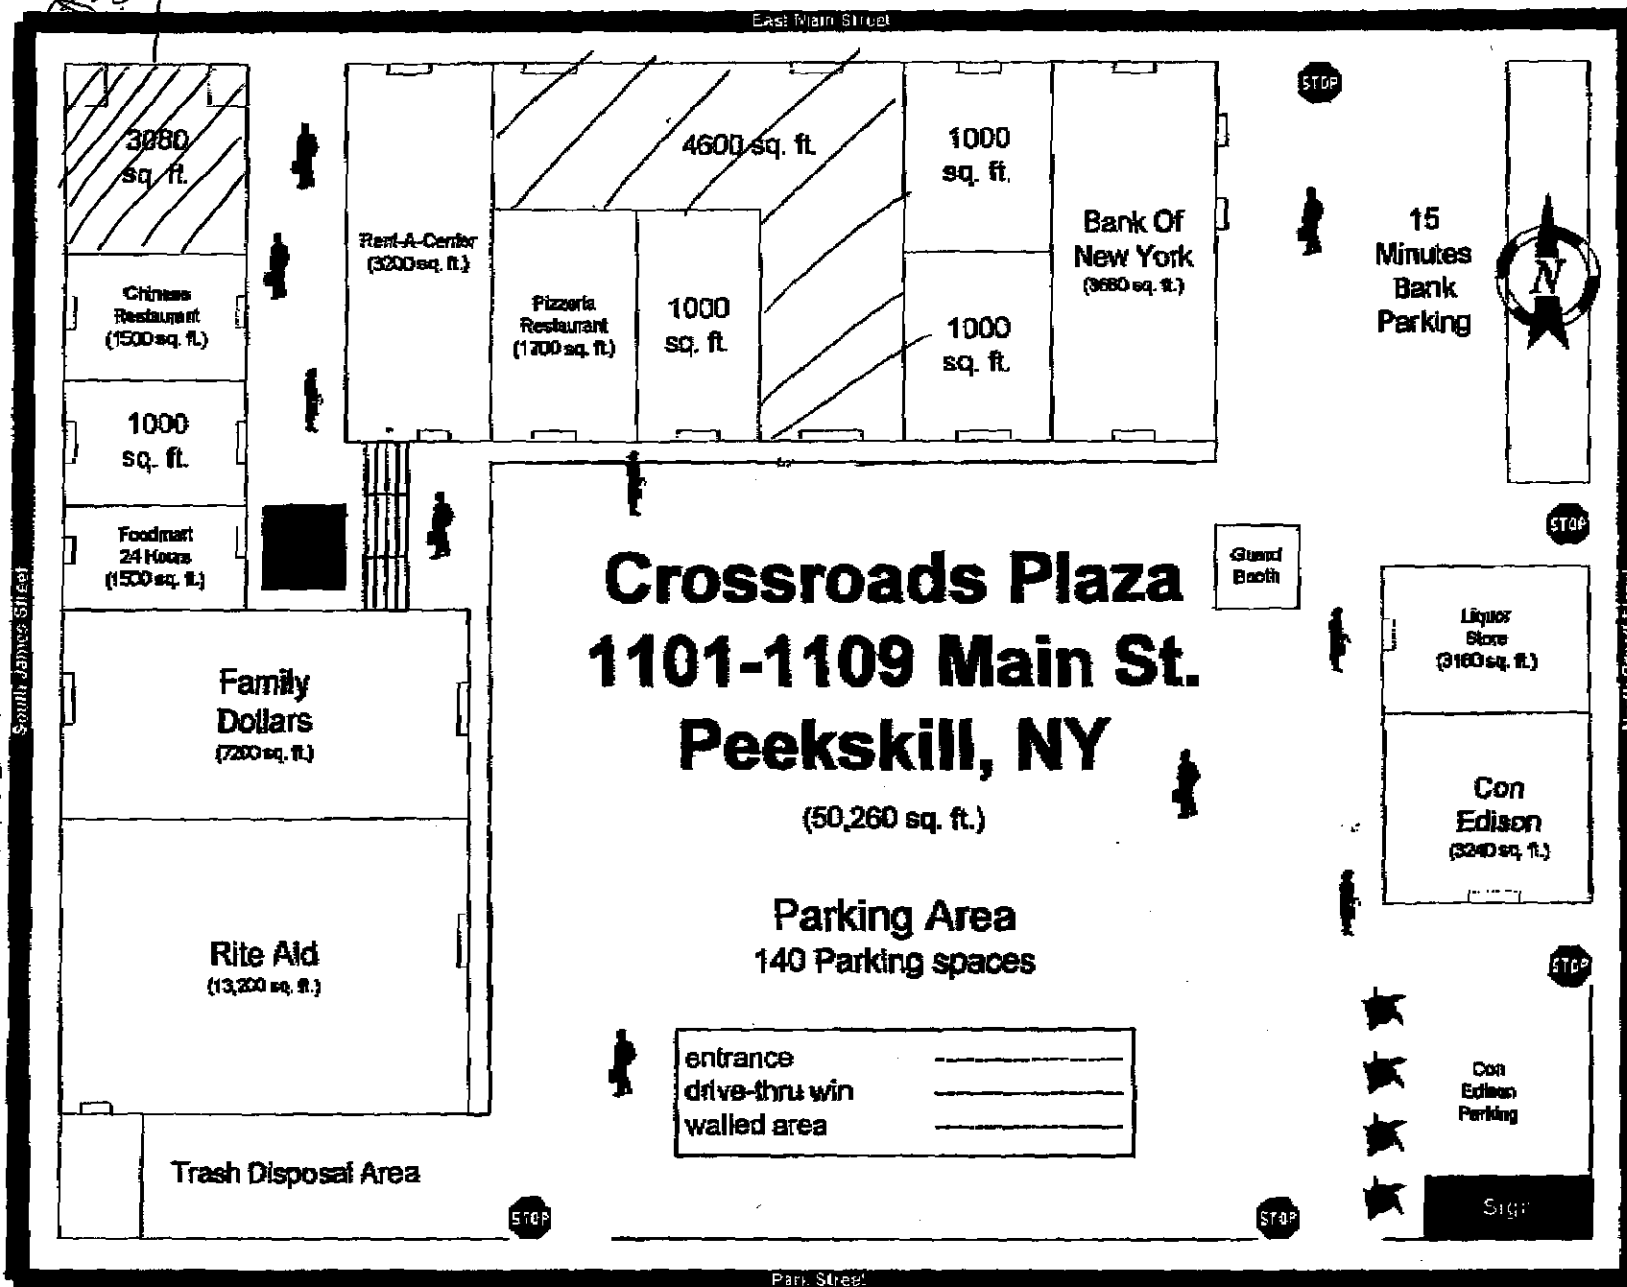 East Main Street
3080
sq. ft.
4600 sq. ft.
1000
sq. ft.
Rent-A-Center
(3200 sq. ft.)
Bank Of
New York
(3680 sq. ft.)
15
Minutes
Bank
Parking
N
Chinese
Restaurant
(1500 sq. ft.)
Pizzeria
Restaurant
(1700 sq. ft.)
1000
sq. ft.
1000
sq. ft.
1000
sq. ft.
Foodmart
24 Hours
(1500 sq. ft.)
South James Street
Family
Dollars
(7200 sq. ft.)
Rite Aid
(13,200 sq. ft.)
Trash Disposal Area
Crossroads Plaza
1101-1109 Main St.
Peekskill, NY
(50,260 sq. ft.)
Parking Area
140 Parking spaces
entrance
drive-thru win
walled area
Guard
Booth
Liquor
Store
(3160 sq. ft.)
Con
Edison
(3240 sq. ft.)
Con
Edison
Parking
Sign
STOP
STOP
STOP
STOP
STOP
Park Street